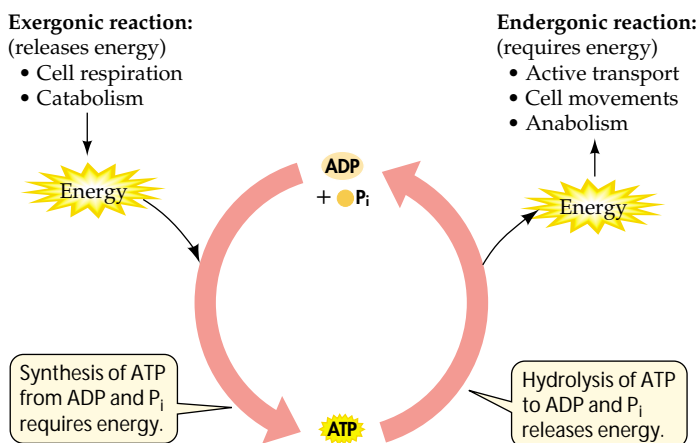 Exergonic reaction:
(releases energy)
• Cell respiration
• Catabolism
Energy
Endergonic reaction:
(requires energy)
• Active transport
• Cell movements
• Anabolism
Energy
ADP
+ Pi
Synthesis of ATP
from ADP and Pi
requires energy.
ATP
Hydrolysis of ATP
to ADP and Pi
releases energy.